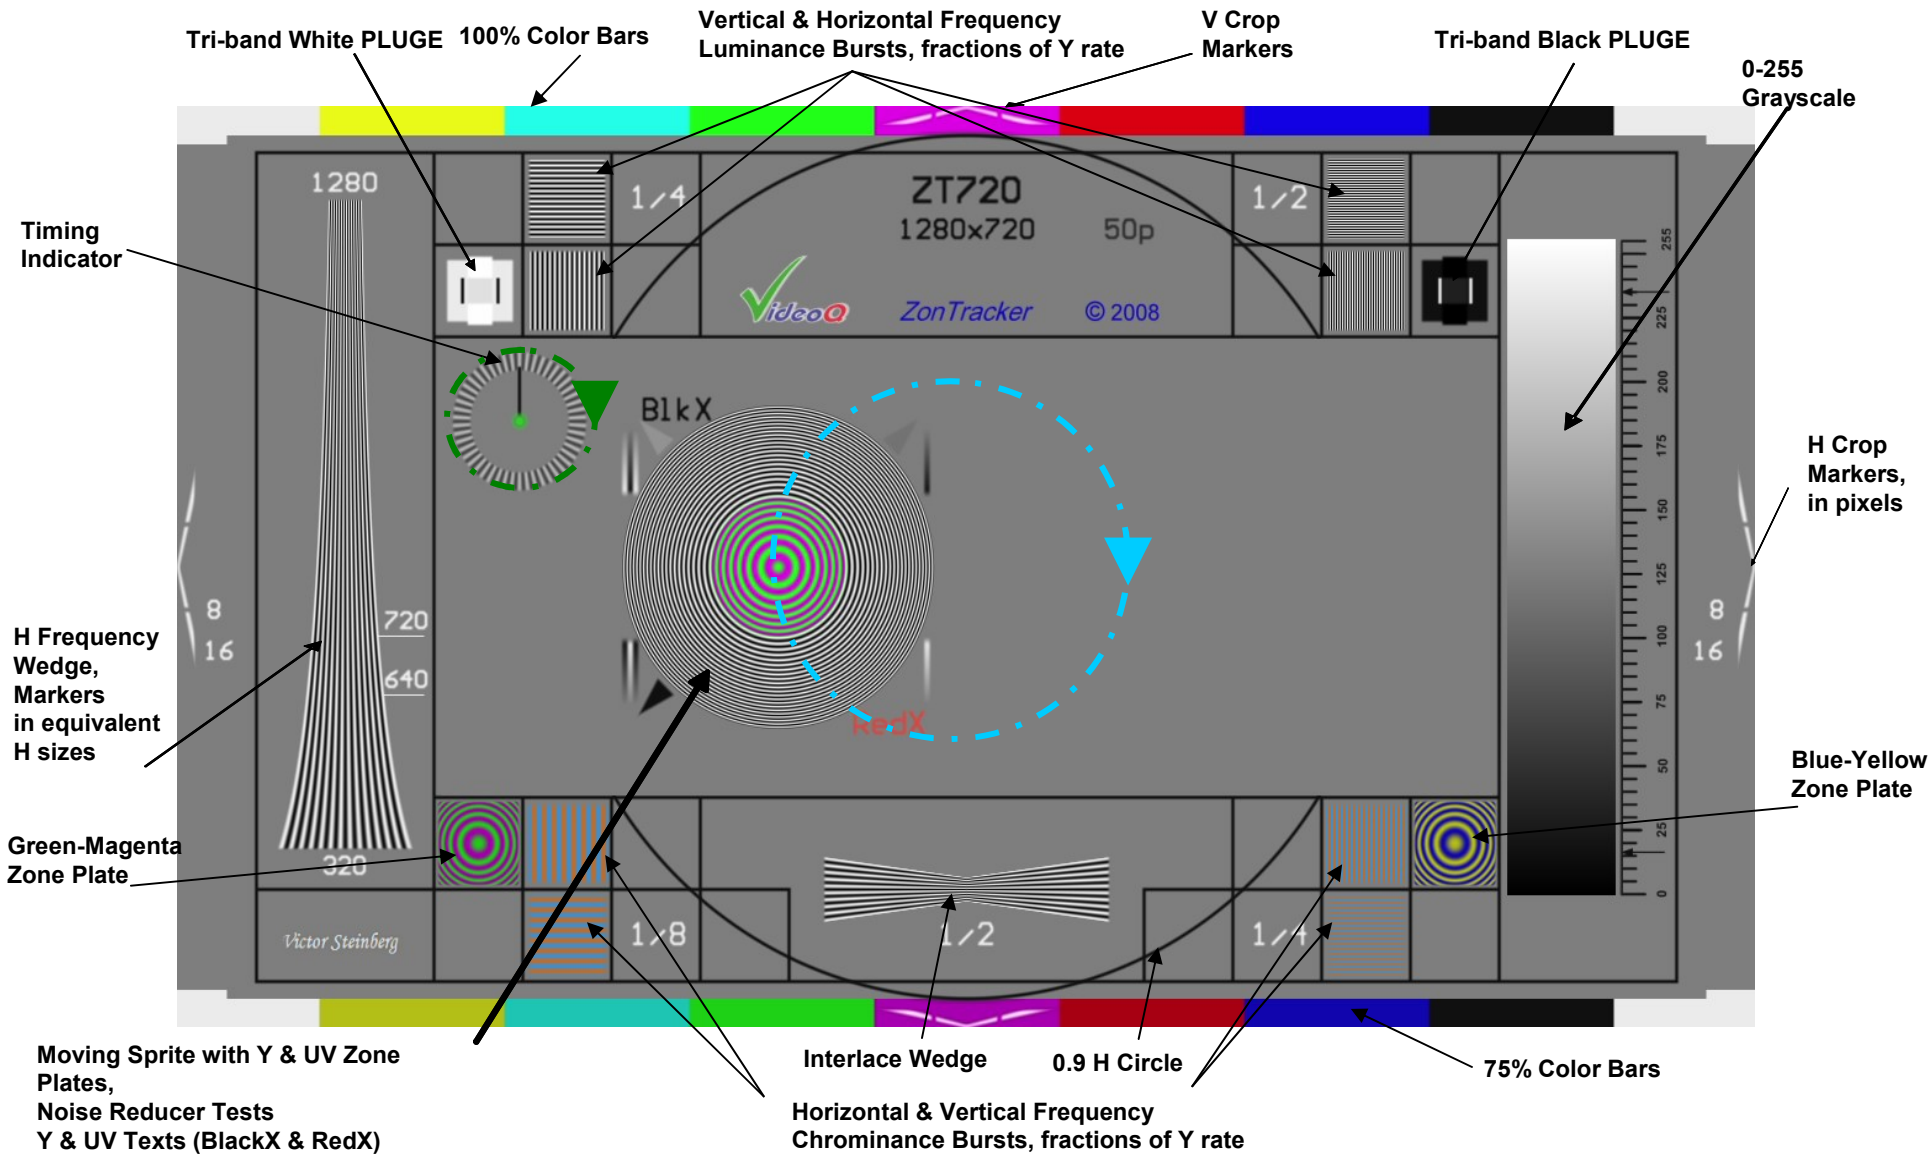 Vertical & Horizontal Frequency
Luminance Bursts, fractions of Y rate
V Crop
Markers
Tri-band White PLUGE
100% Color Bars
Tri-band Black PLUGE
0-255
Grayscale
1280
1/4
ZT720
1280x720
50p
1/2
Timing
Indicator
VideoQ
ZonTracker
© 2008
255
225
200
175
150
125
100
75
50
25
0
BlkX
RedX
H Crop
Markers,
in pixels
8
16
8
16
720
640
320
H Frequency
Wedge,
Markers
in equivalent
H sizes
Blue-Yellow
Zone Plate
Green-Magenta
Zone Plate
Victor Steinberg
1/8
1/2
1/4
Moving Sprite with Y & UV Zone
Plates,
Noise Reducer Tests
Y & UV Texts (BlackX & RedX)
Interlace Wedge
0.9 H Circle
75% Color Bars
Horizontal & Vertical Frequency
Chrominance Bursts, fractions of Y rate